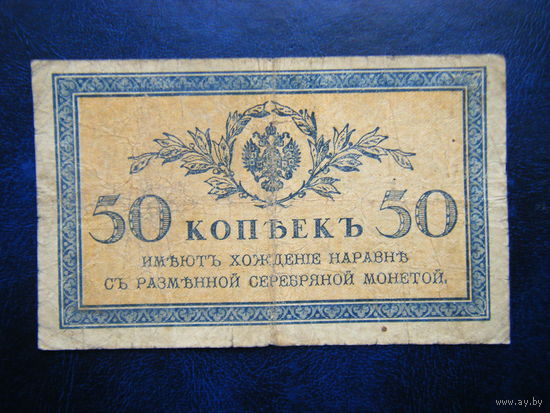 50 КОПѢЕКЪ 50
ИМѢЮТЪ ХОЖДЕНІЕ НАРАВНѢ
СЪ РАЗМѢННОЙ СЕРЕБРЯНОЙ МОНЕТОЙ.
www.ay.by